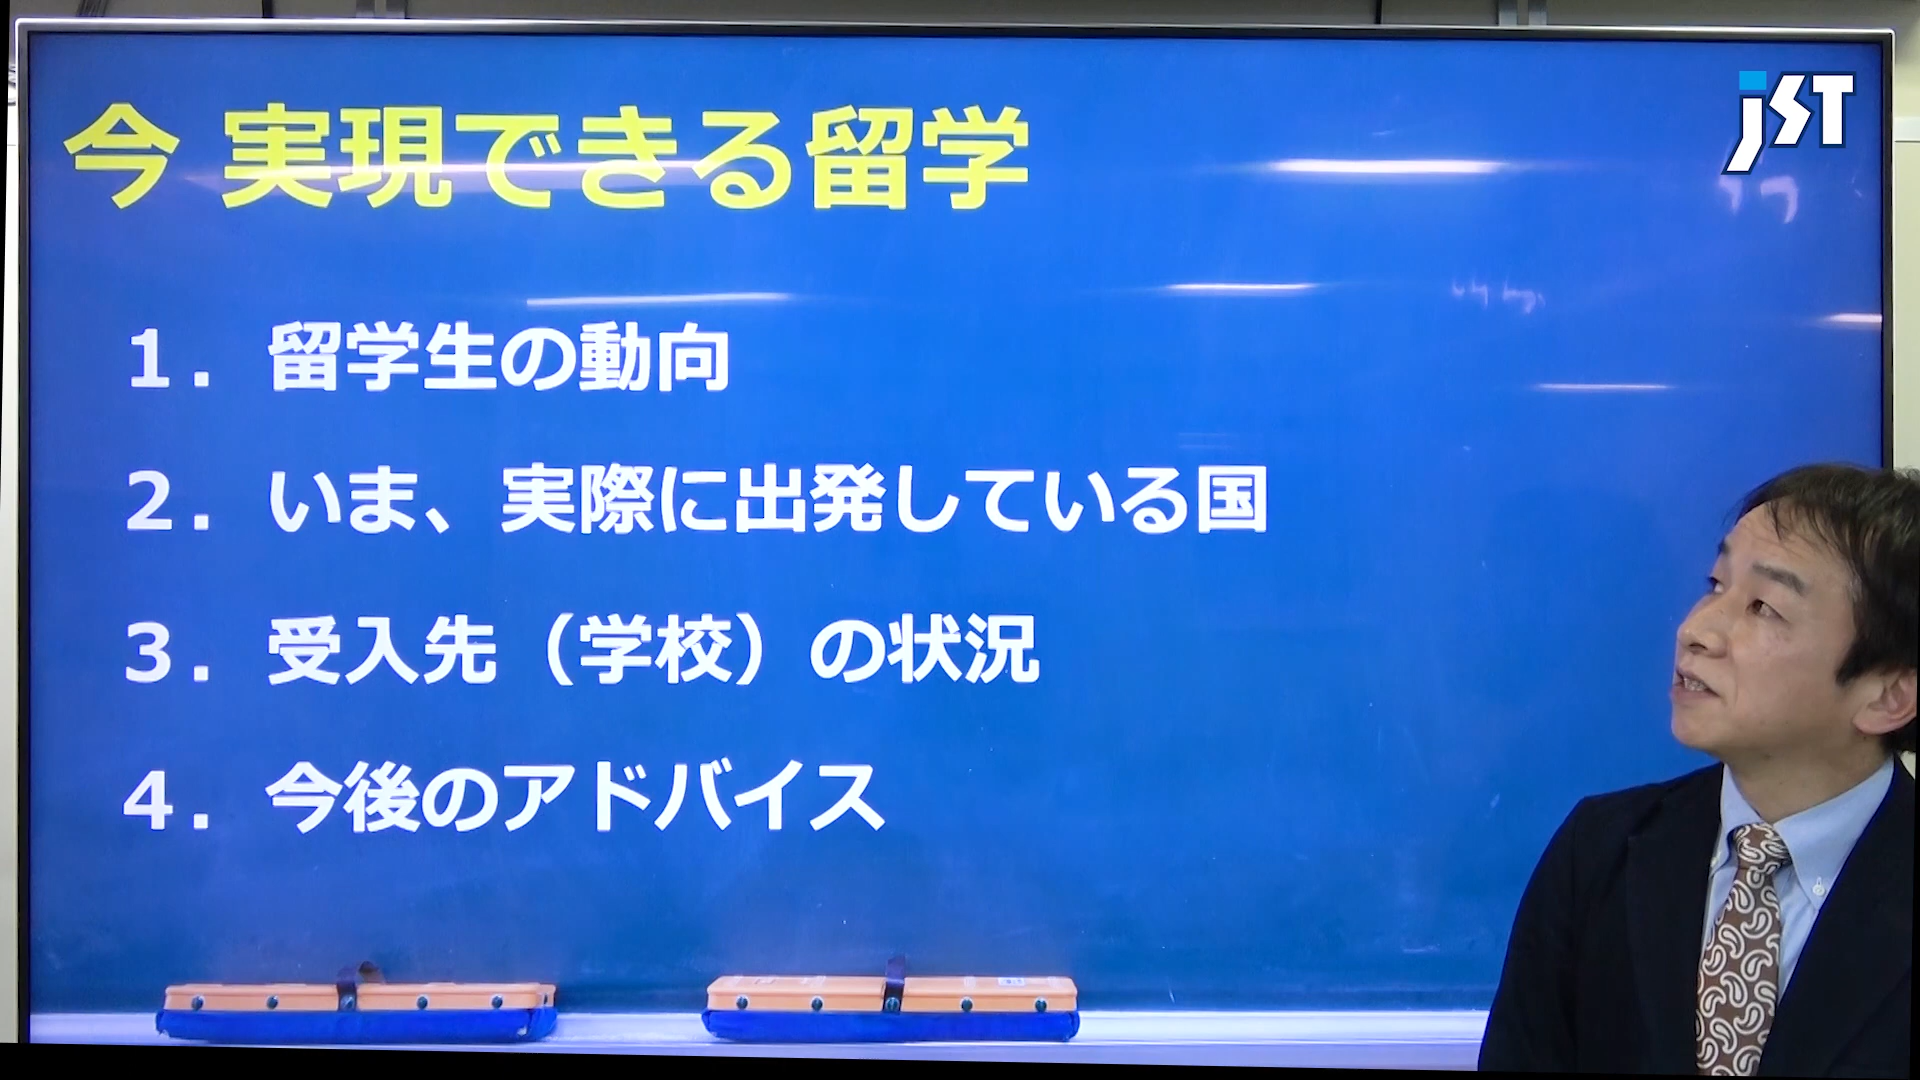 今 実現できる留学
jST
1. 留学生の動向
2. いま、実際に出発している国
3. 受入先（学校）の状況
4. 今後のアドバイス